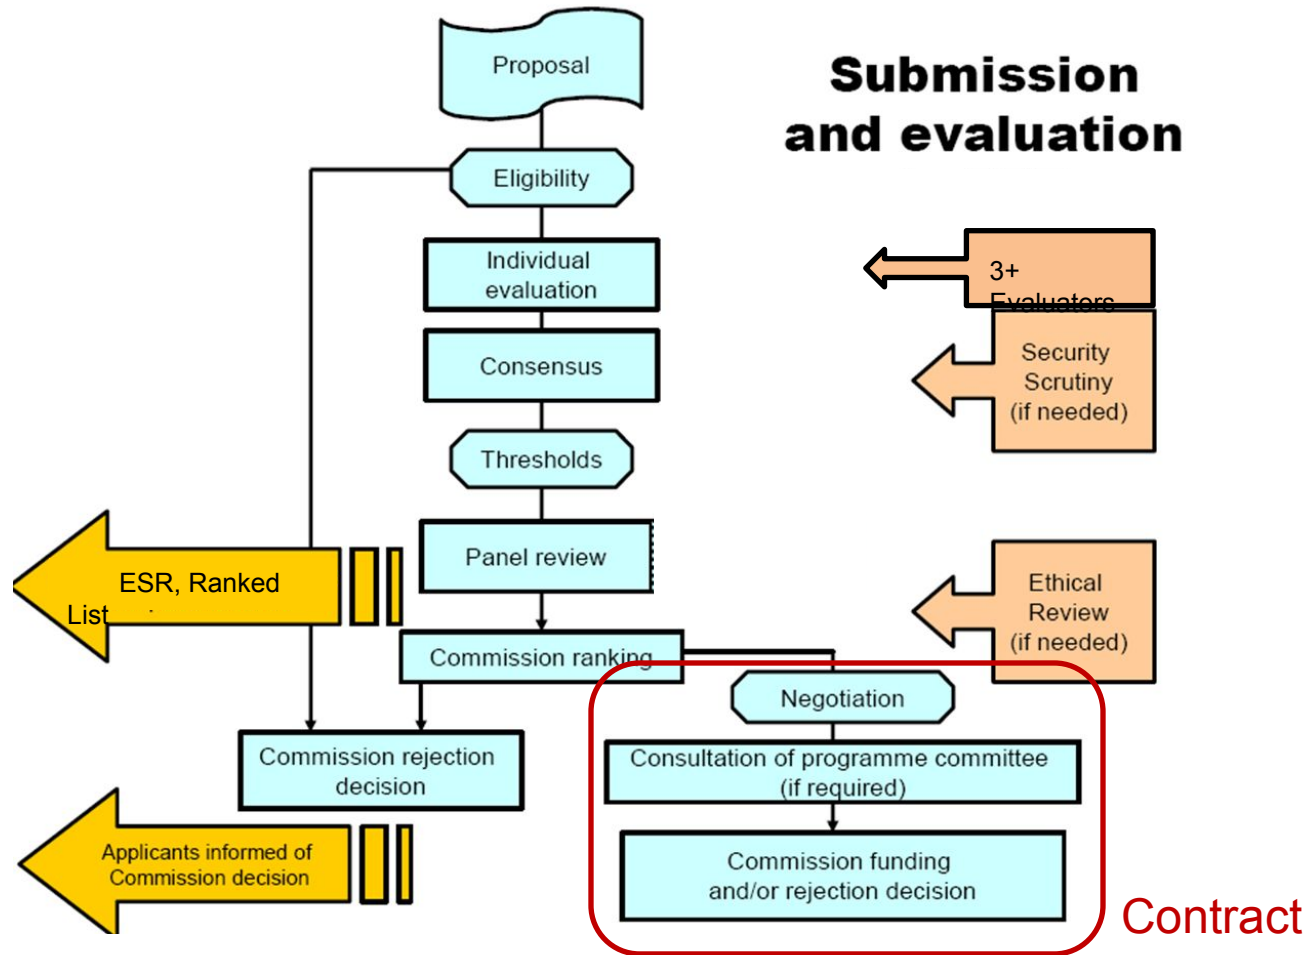 Proposal
Submission
and evaluation
Eligibility
Individual
evaluation
3+
Evaluators
Consensus
Security
Scrutiny
(if needed)
Thresholds
Panel review
ESR, Ranked
List
Ethical
Review
(if needed)
Commission ranking
Negotiation
Commission rejection
decision
Consultation of programme committee
(if required)
Applicants informed of
Commission decision
Commission funding
and/or rejection decision
Contract